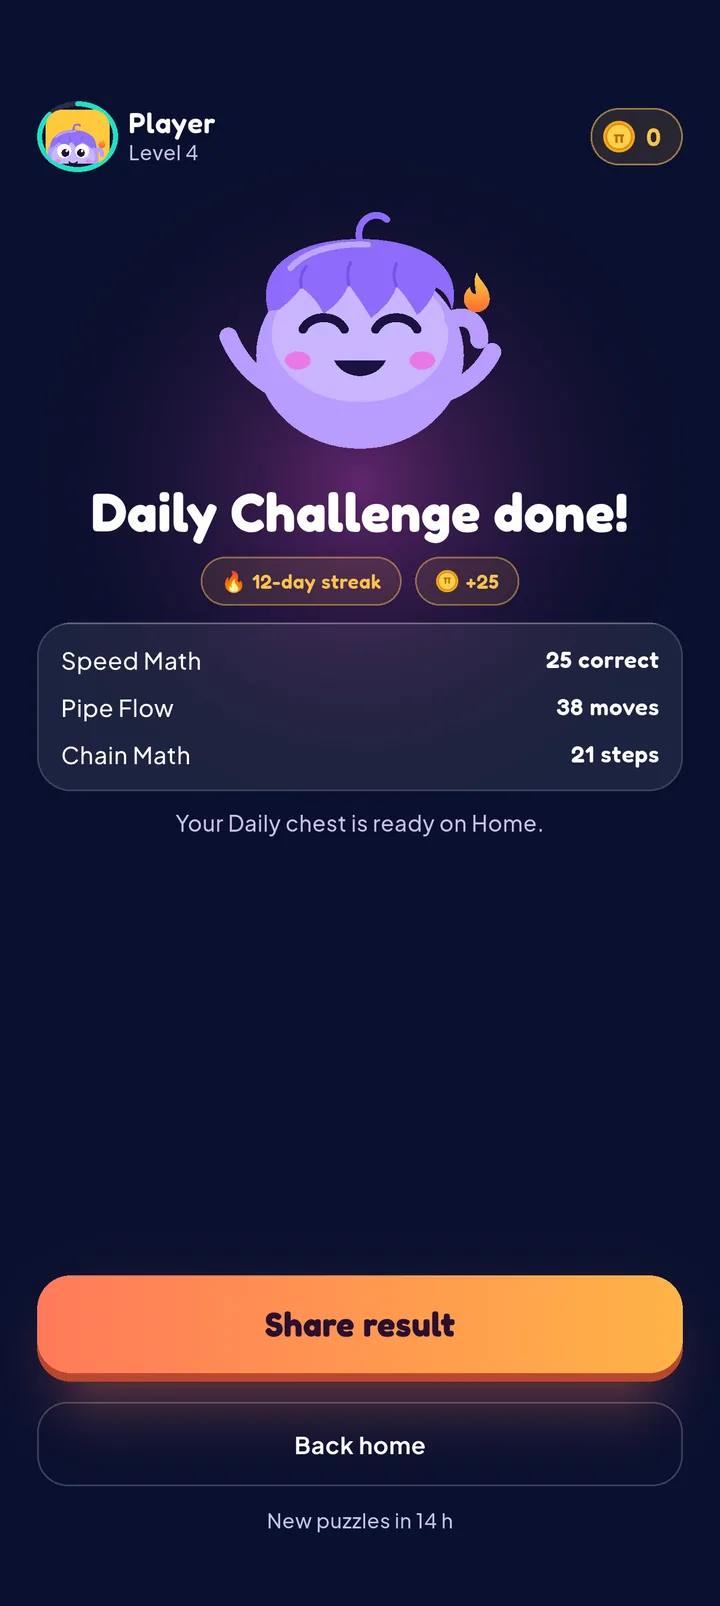 Player
Level 4
π 0
Daily Challenge done!
🔥 12-day streak
π +25
Speed Math 25 correct
Pipe Flow 38 moves
Chain Math 21 steps
Your Daily chest is ready on Home.
Share result
Back home
New puzzles in 14 h